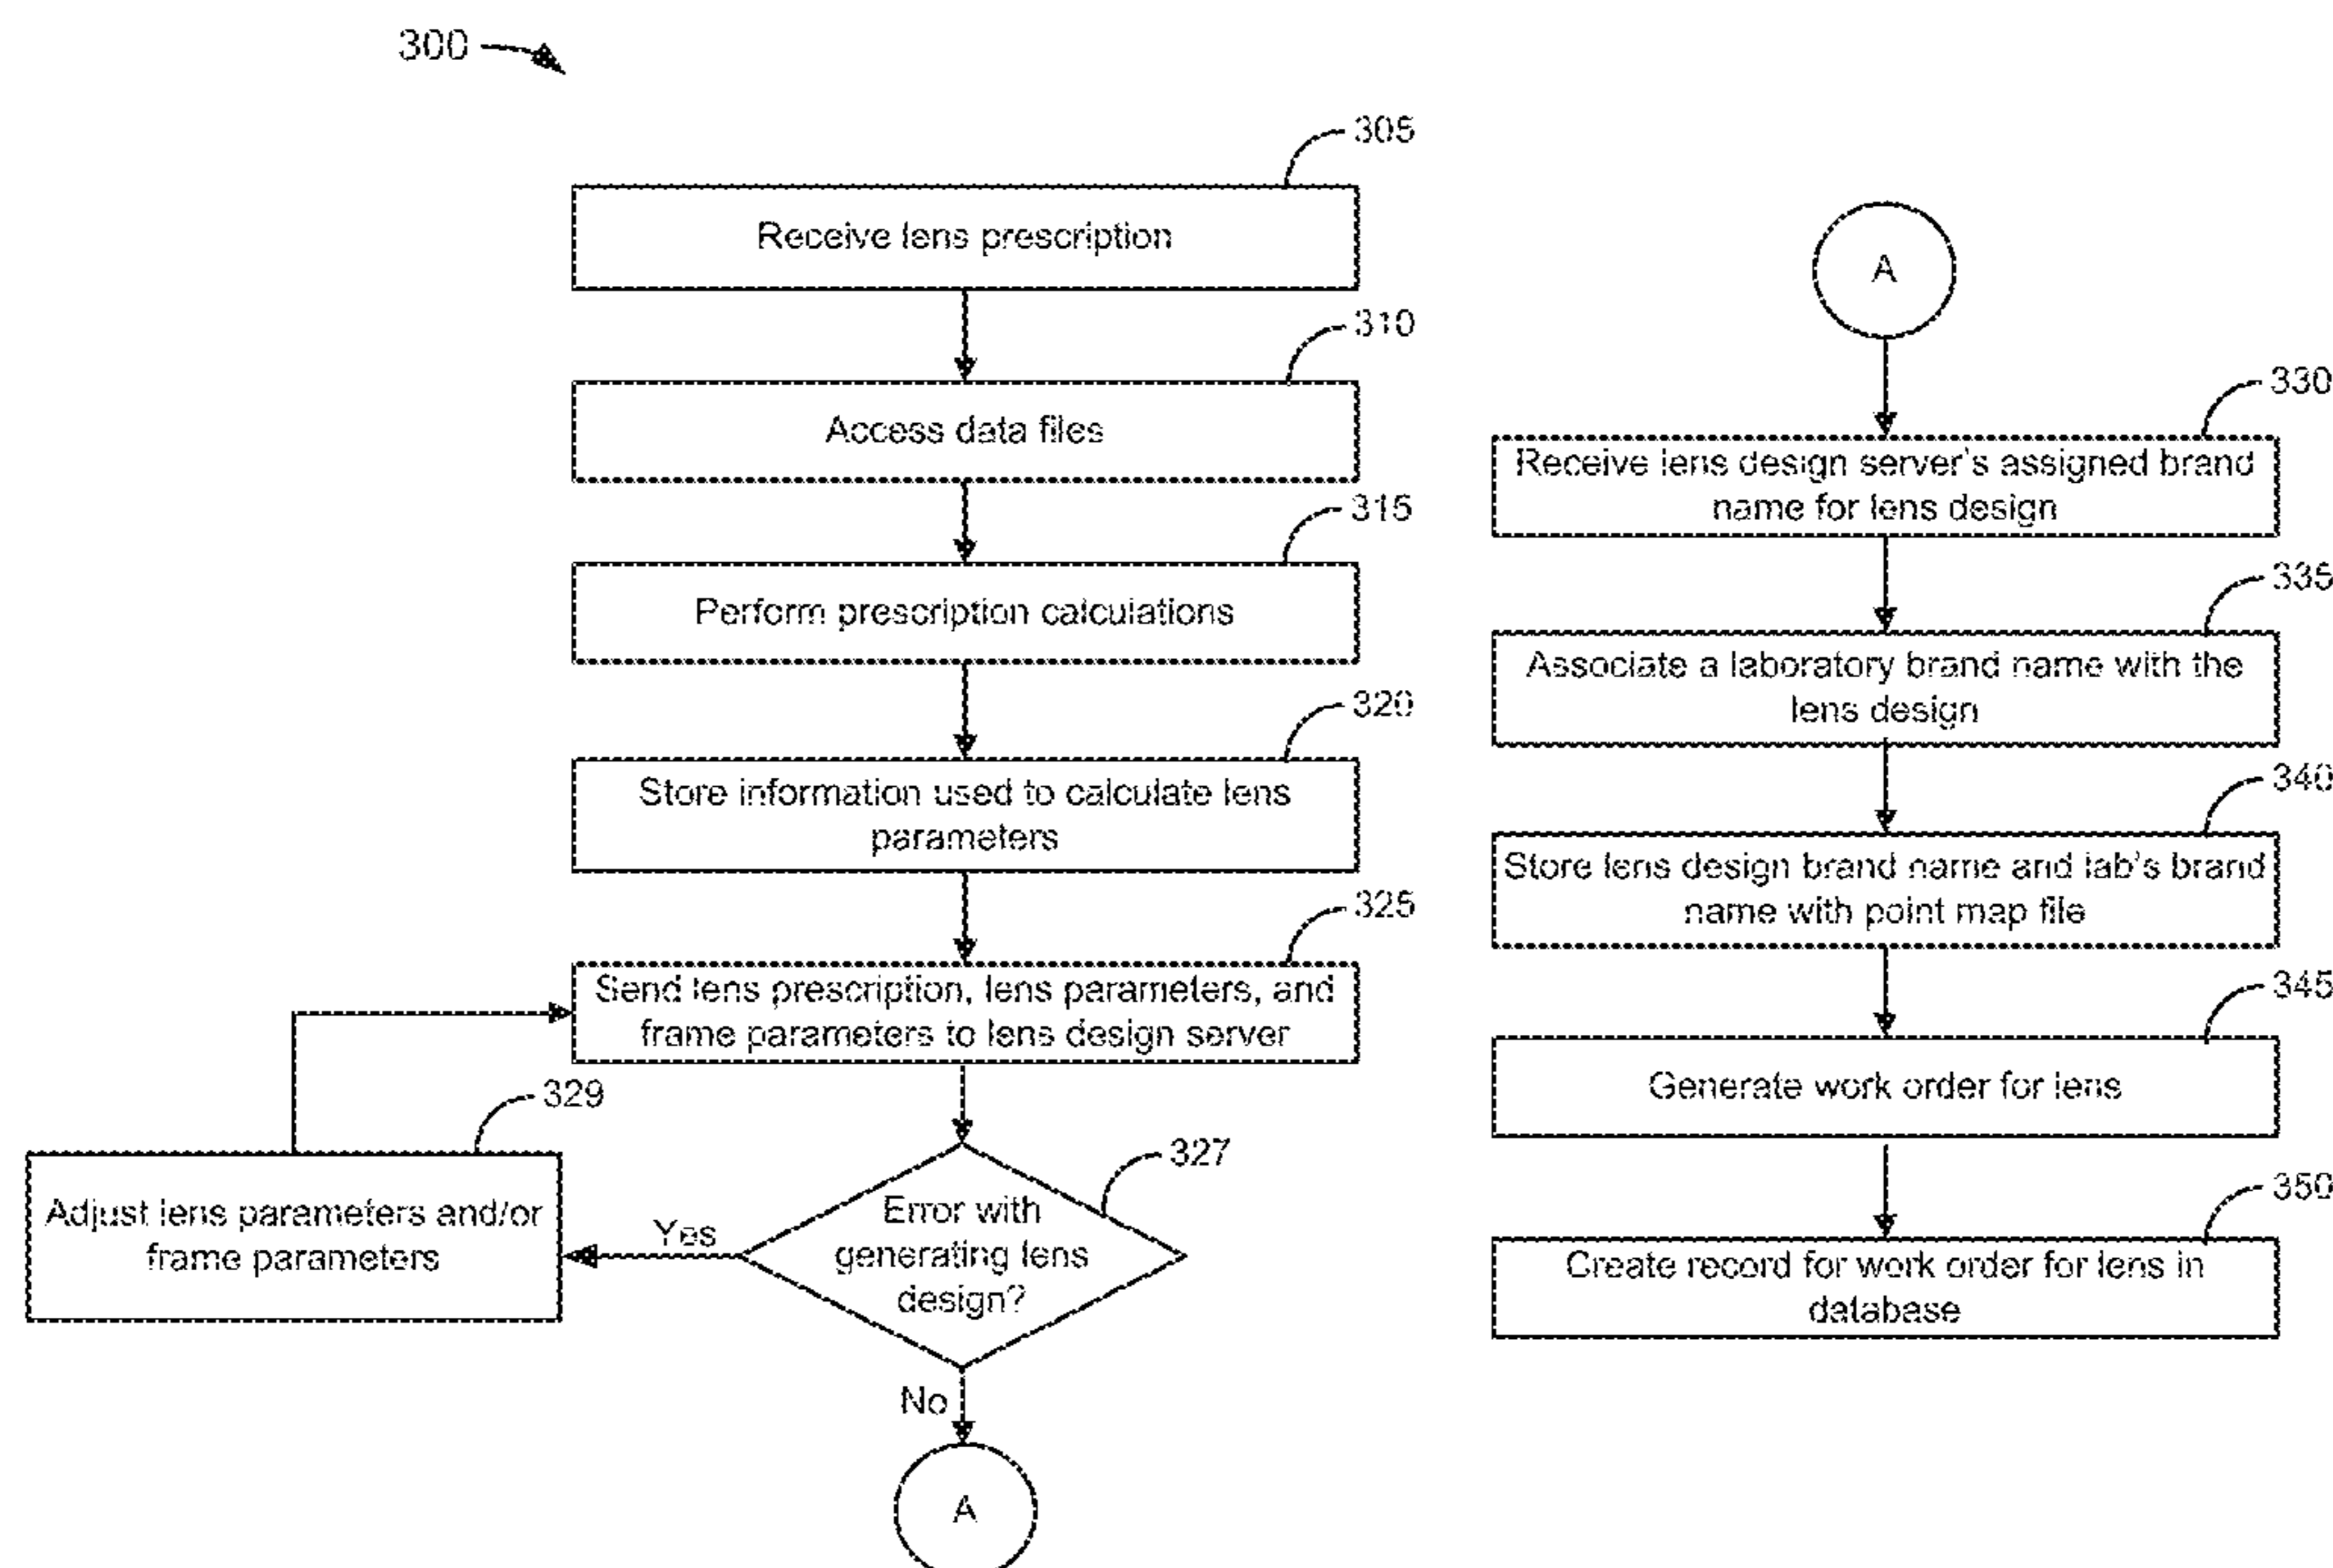 300
305
Receive lens prescription
310
Access data files
315
Perform prescription calculations
320
Store information used to calculate lens
parameters
325
Send lens prescription, lens parameters, and
frame parameters to lens design server
329
Adjust lens parameters and/or
frame parameters
Yes
327
Error with
generating lens
design?
No
A
A
330
Receive lens design server's assigned brand
name for lens design
335
Associate a laboratory brand name with the
lens design
340
Store lens design brand name and lab's brand
name with point map file
345
Generate work order for lens
350
Create record for work order for lens in
database